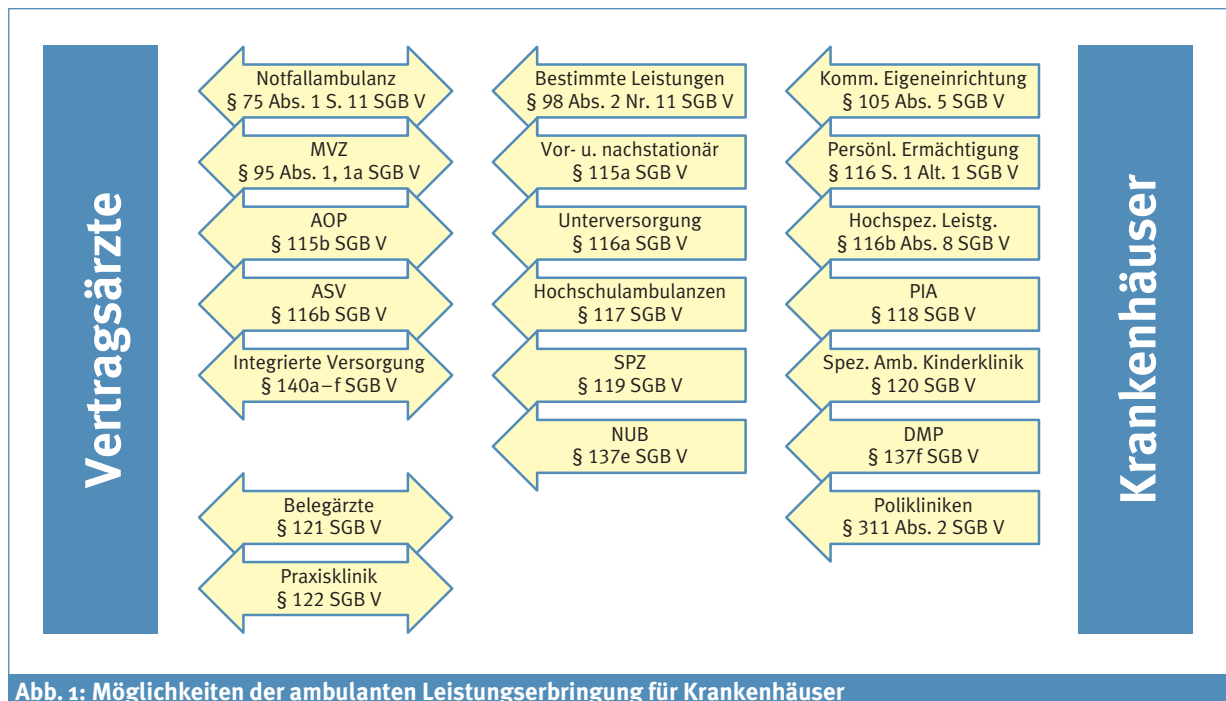 Vertragsärzte
Notfallambulanz
§ 75 Abs. 1 S. 11 SGB V
MVZ
§ 95 Abs. 1, 1a SGB V
AOP
§ 115b SGB V
ASV
§ 116b SGB V
Integrierte Versorgung
§ 140a–f SGB V
Belegärzte
§ 121 SGB V
Praxisklinik
§ 122 SGB V
Bestimmte Leistungen
§ 98 Abs. 2 Nr. 11 SGB V
Vor- u. nachstationär
§ 115a SGB V
Unterversorgung
§ 116a SGB V
Hochschulambulanzen
§ 117 SGB V
SPZ
§ 119 SGB V
NUB
§ 137e SGB V
Komm. Eigeneinrichtung
§ 105 Abs. 5 SGB V
Persönl. Ermächtigung
§ 116 S. 1 Alt. 1 SGB V
Hochspez. Leistg.
§ 116b Abs. 8 SGB V
PIA
§ 118 SGB V
Spez. Amb. Kinderklinik
§ 120 SGB V
DMP
§ 137f SGB V
Polikliniken
§ 311 Abs. 2 SGB V
Krankenhäuser
Abb. 1: Möglichkeiten der ambulanten Leistungserbringung für Krankenhäuser